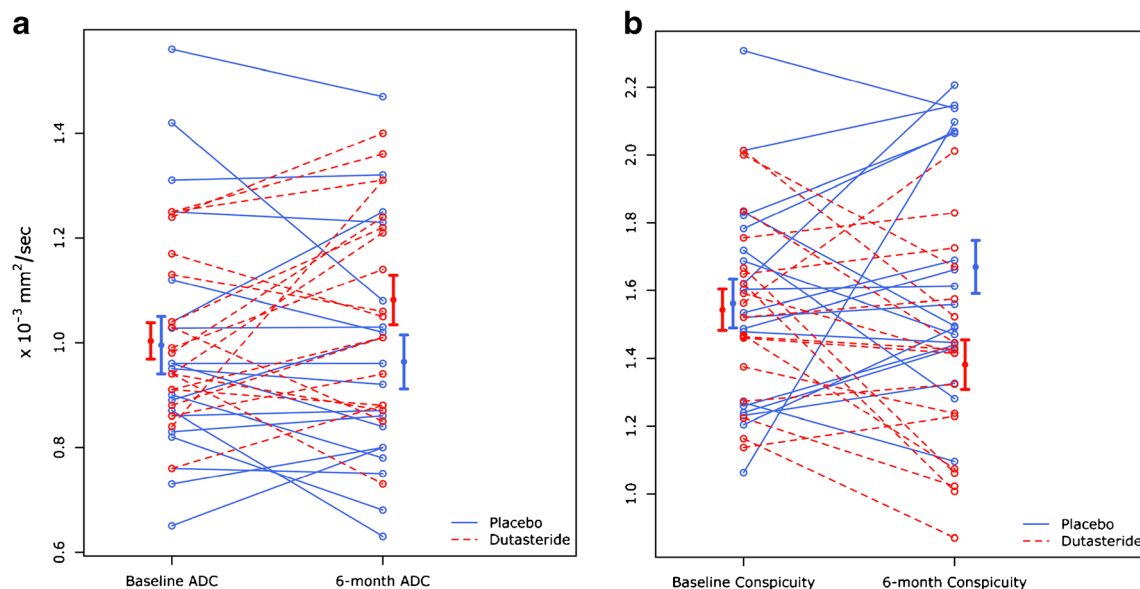 a
x 10⁻³ mm²/sec
1.4
1.2
1.0
0.8
0.6
Placebo
Dutasteride
Baseline ADC
6-month ADC
b
2.2
2.0
1.8
1.6
1.4
1.2
1.0
Placebo
Dutasteride
Baseline Conspicuity
6-month Conspicuity